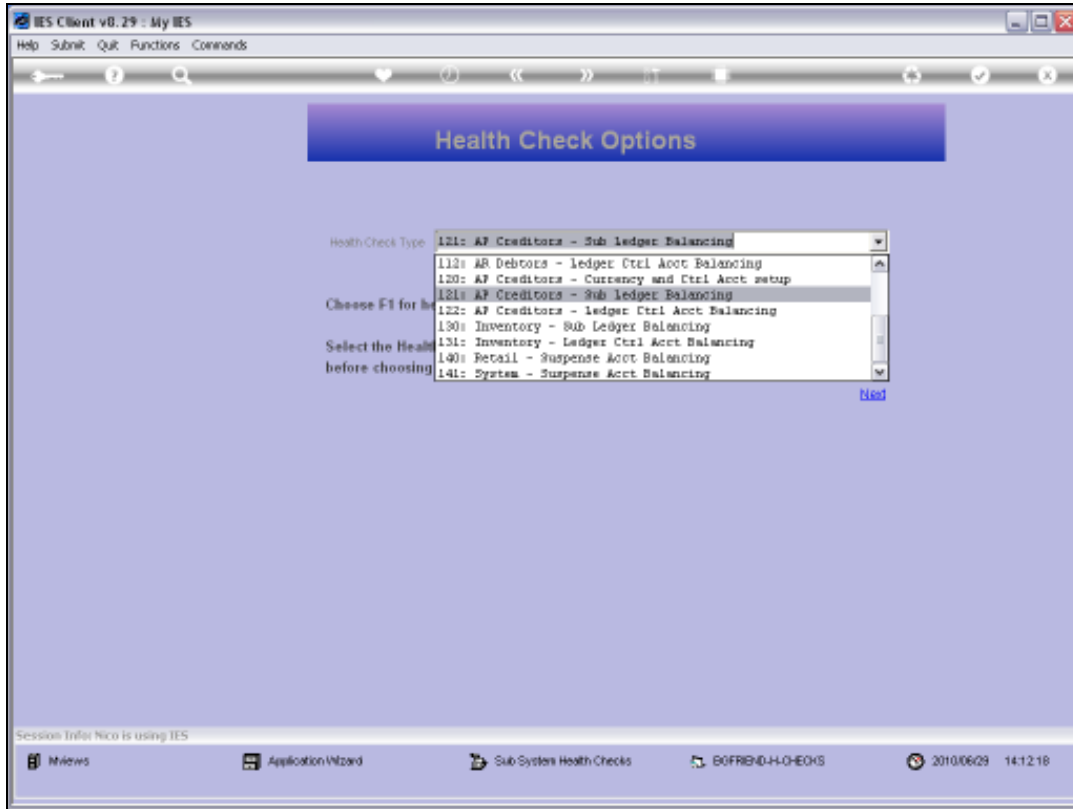 IES Client v8.29 : My IES
Help Submit Quit Functions Commands
Health Check Options
Health Check Type 121: AP Creditors - Sub Ledger Balancing
112: AR Debtors - Ledger Ctrl Acct Balancing
120: AP Creditors - Currency and Ctrl Acct setup
121: AP Creditors - Sub Ledger Balancing
122: AP Creditors - Ledger Ctrl Acct Balancing
130: Inventory - Sub Ledger Balancing
131: Inventory - Ledger Ctrl Acct Balancing
140: Retail - Suspense Acct Balancing
141: System - Suspense Acct Balancing
Choose F1 for he
Select the Healt
before choosing
Next
Session Info: Nico is using IES
Mviews Application Wizard Sub System Health Checks BGFRIEND-H-CHECKS 2010/06/29 14:12:18